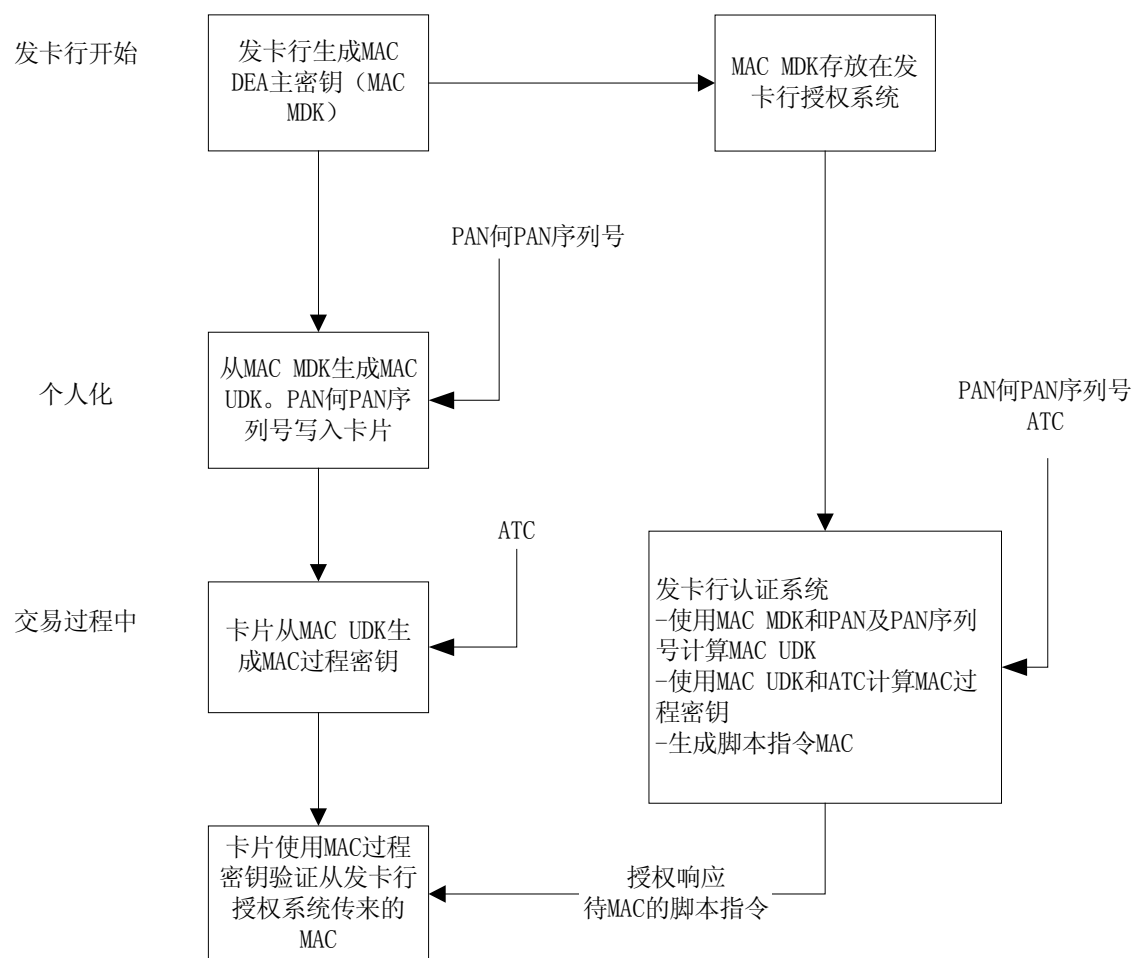 发卡行开始
发卡行生成MAC
DEA主密钥（MAC
MDK）
MAC MDK存放在发
卡行授权系统
PAN何PAN序列号
个人化
从MAC MDK生成MAC
UDK。PAN何PAN序
列号写入卡片
PAN何PAN序列号
ATC
ATC
交易过程中
卡片从MAC UDK生
成MAC过程密钥
发卡行认证系统
-使用MAC MDK和PAN及PAN序列
号计算MAC UDK
-使用MAC UDK和ATC计算MAC过
程密钥
-生成脚本指令MAC
卡片使用MAC过程
密钥验证从发卡行
授权系统传来的
MAC
授权响应
待MAC的脚本指令